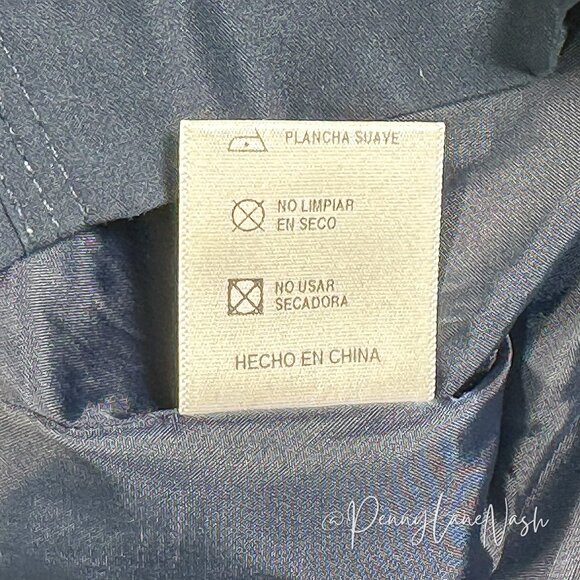 PLANCHA SUAVE
NO LIMPIAR
EN SECO
NO USAR
SECADORA
HECHO EN CHINA
@PennyLaneNash